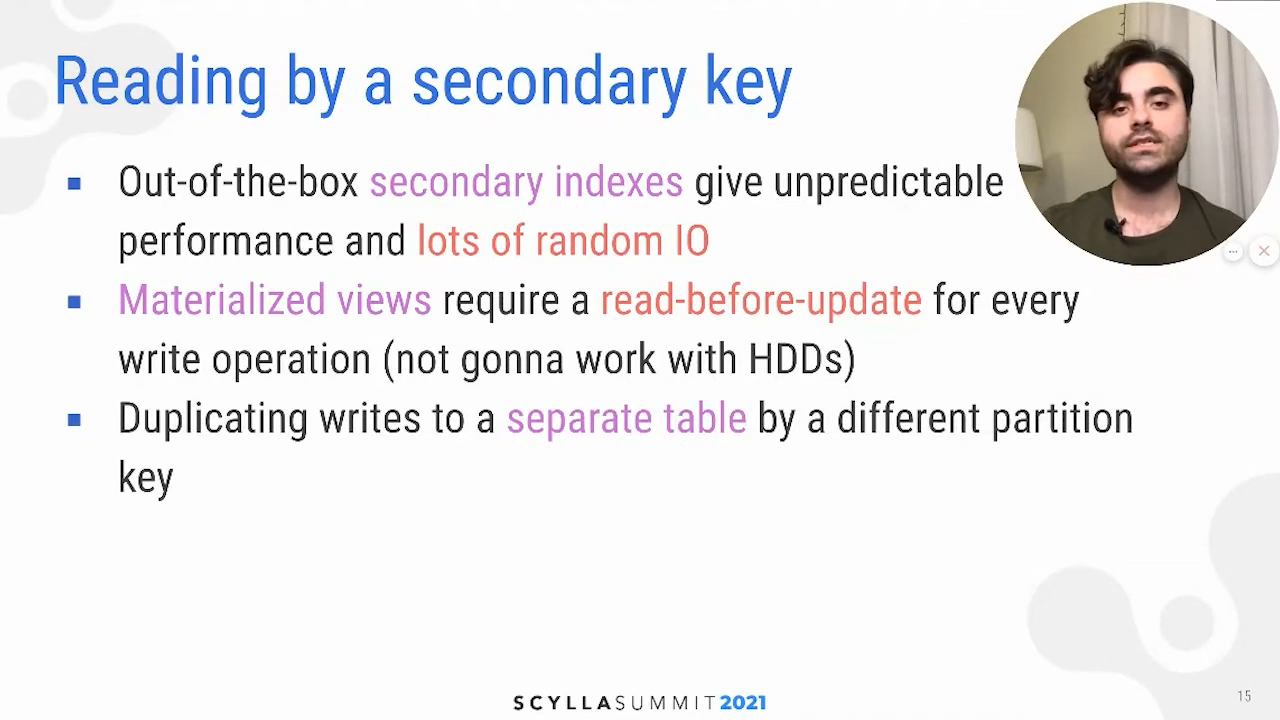 Reading by a secondary key
Out-of-the-box secondary indexes give unpredictable
performance and lots of random IO
Materialized views require a read-before-update for every
write operation (not gonna work with HDDs)
Duplicating writes to a separate table by a different partition
key
SCYLLASUMMIT2021
15